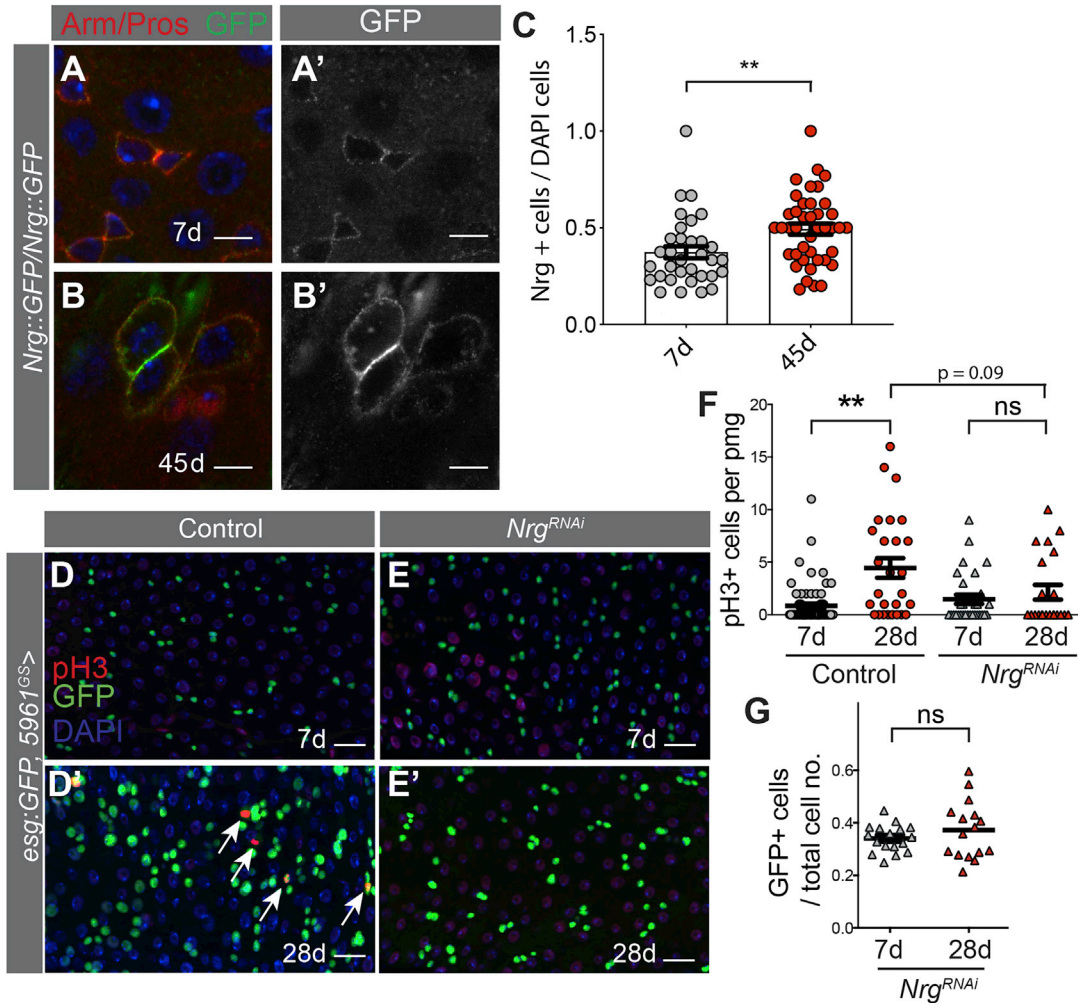 Arm/Pros GFP
GFP
Nrg::GFP/Nrg::GFP
A
7d
A'
B
45d
B'
C
Nrg + cells / DAPI cells
1.5
1.0
0.5
0.0
**
7d
45d
Control
Nrg^RNAi
esg:GFP, 5961^GS>
D
pH3
GFP
DAPI
7d
E
7d
D'
28d
E'
28d
F
pH3+ cells per pmg
20
15
10
5
0
**
p = 0.09
ns
7d 28d 7d 28d
Control Nrg^RNAi
G
GFP+ cells
/ total cell no.
0.6
0.4
0.2
0.0
ns
7d 28d
Nrg^RNAi